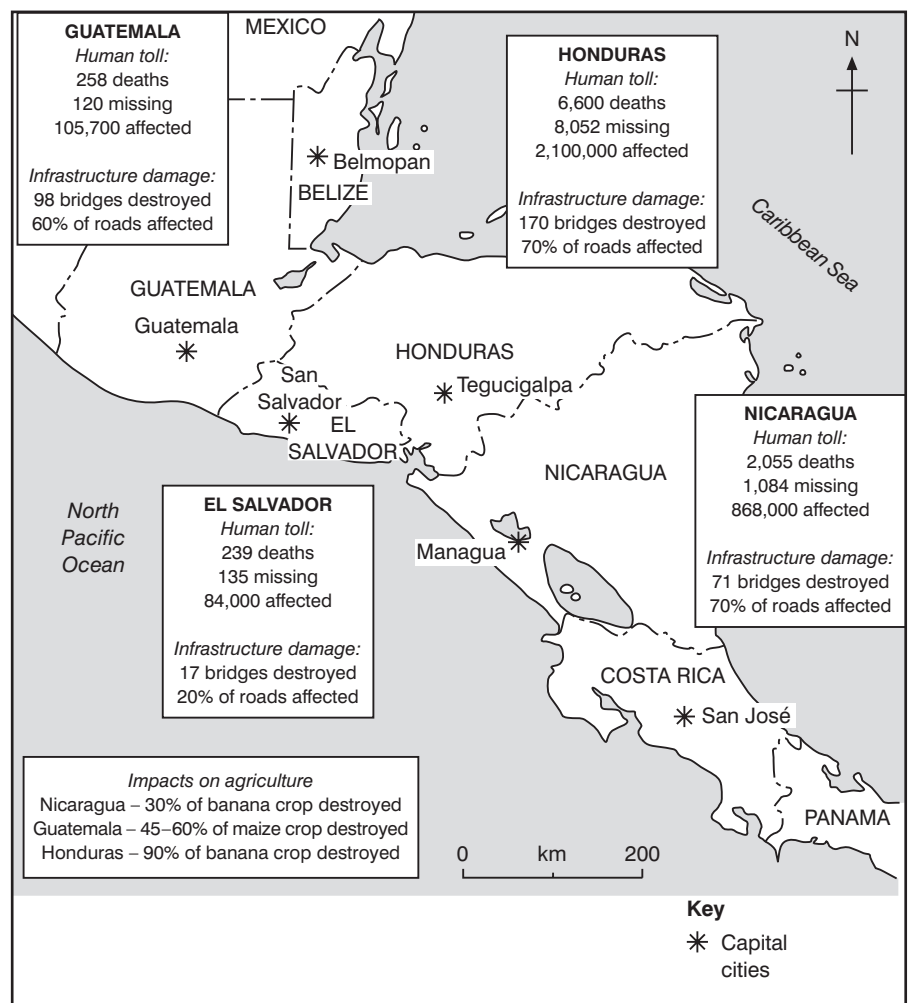 GUATEMALA
Human toll:
258 deaths
120 missing
105,700 affected
Infrastructure damage:
98 bridges destroyed
60% of roads affected
MEXICO
HONDURAS
Human toll:
6,600 deaths
8,052 missing
2,100,000 affected
Infrastructure damage:
170 bridges destroyed
70% of roads affected
N
Belmopan
BELIZE
Caribbean Sea
GUATEMALA
Guatemala
HONDURAS
Tegucigalpa
San
Salvador
EL
SALVADOR
NICARAGUA
Human toll:
2,055 deaths
1,084 missing
868,000 affected
Infrastructure damage:
71 bridges destroyed
70% of roads affected
NICARAGUA
Managua
North
Pacific
Ocean
EL SALVADOR
Human toll:
239 deaths
135 missing
84,000 affected
Infrastructure damage:
17 bridges destroyed
20% of roads affected
COSTA RICA
San José
PANAMA
Impacts on agriculture
Nicaragua – 30% of banana crop destroyed
Guatemala – 45–60% of maize crop destroyed
Honduras – 90% of banana crop destroyed
0 km 200
Key
Capital
cities